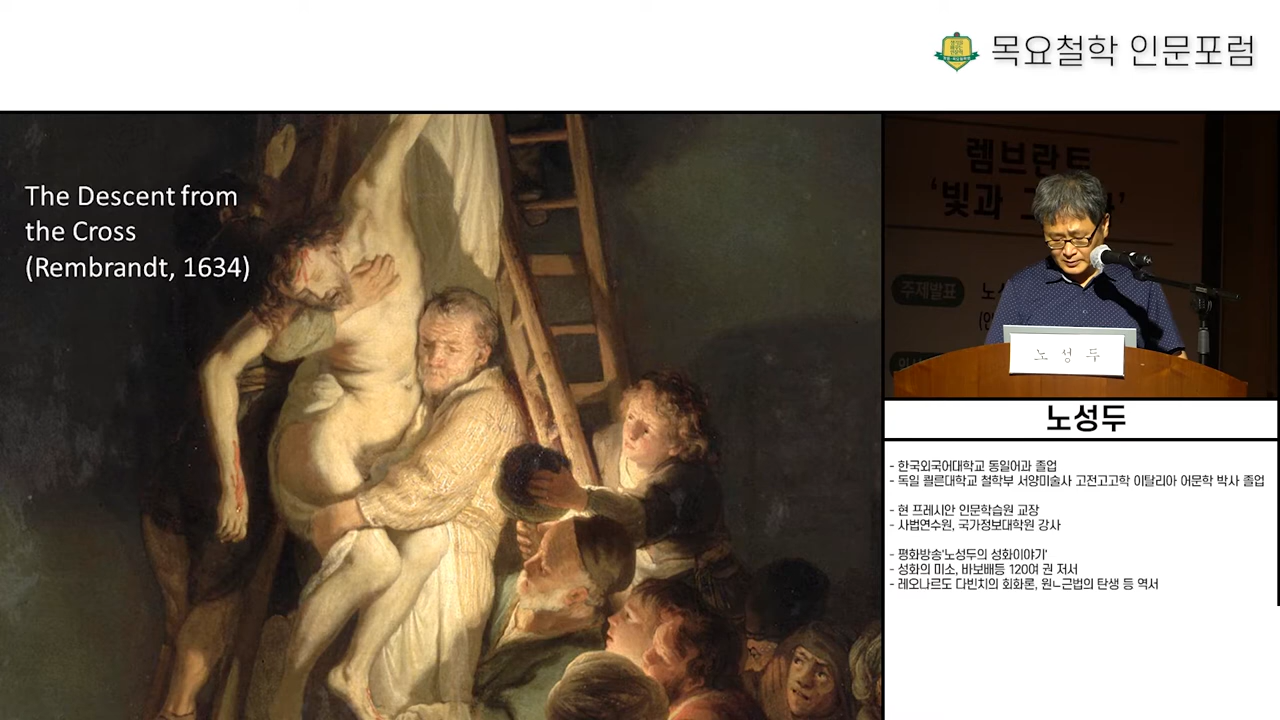 목요철학 인문포럼
The Descent from
the Cross
(Rembrandt, 1634)
렘브란트
'빛과 그
주제발표 노
노 성 두
노성두
- 한국외국어대학교 동일어과 졸업
- 독일 쾰른대학교 철학부 서양미술사 고전고고학 이탈리아 어문학 박사 졸업
- 현 프레시안 인문학습원 교장
- 사법연수원, 국가정보대학원 강사
- 평화방송'노성두의 성화이야기'
- 성화의 미소, 바보배등 120여 권 저서
- 레오나르도 다빈치의 회화론, 원ㄴ근법의 탄생 등 역서